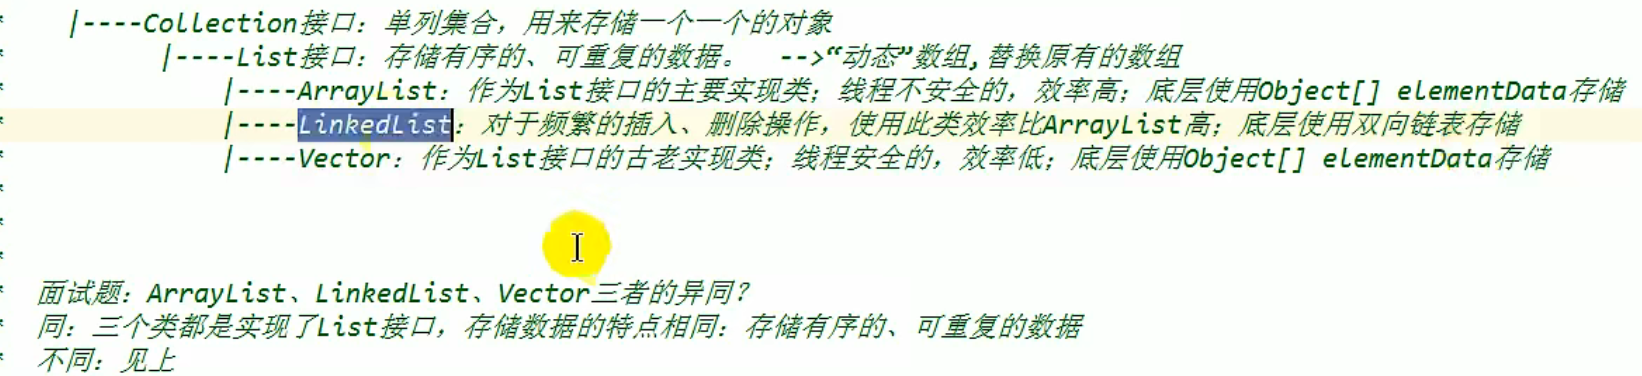 * |----Collection接口：单列集合，用来存储一个一个的对象
* |----List接口：存储有序的、可重复的数据。 -->“动态”数组,替换原有的数组
* |----ArrayList：作为List接口的主要实现类；线程不安全的，效率高；底层使用Object[] elementData存储
* |----LinkedList：对于频繁的插入、删除操作，使用此类效率比ArrayList高；底层使用双向链表存储
* |----Vector：作为List接口的古老实现类；线程安全的，效率低；底层使用Object[] elementData存储
*
*
*
* 面试题：ArrayList、LinkedList、Vector三者的异同？
* 同：三个类都是实现了List接口，存储数据的特点相同：存储有序的、可重复的数据
* 不同：见上